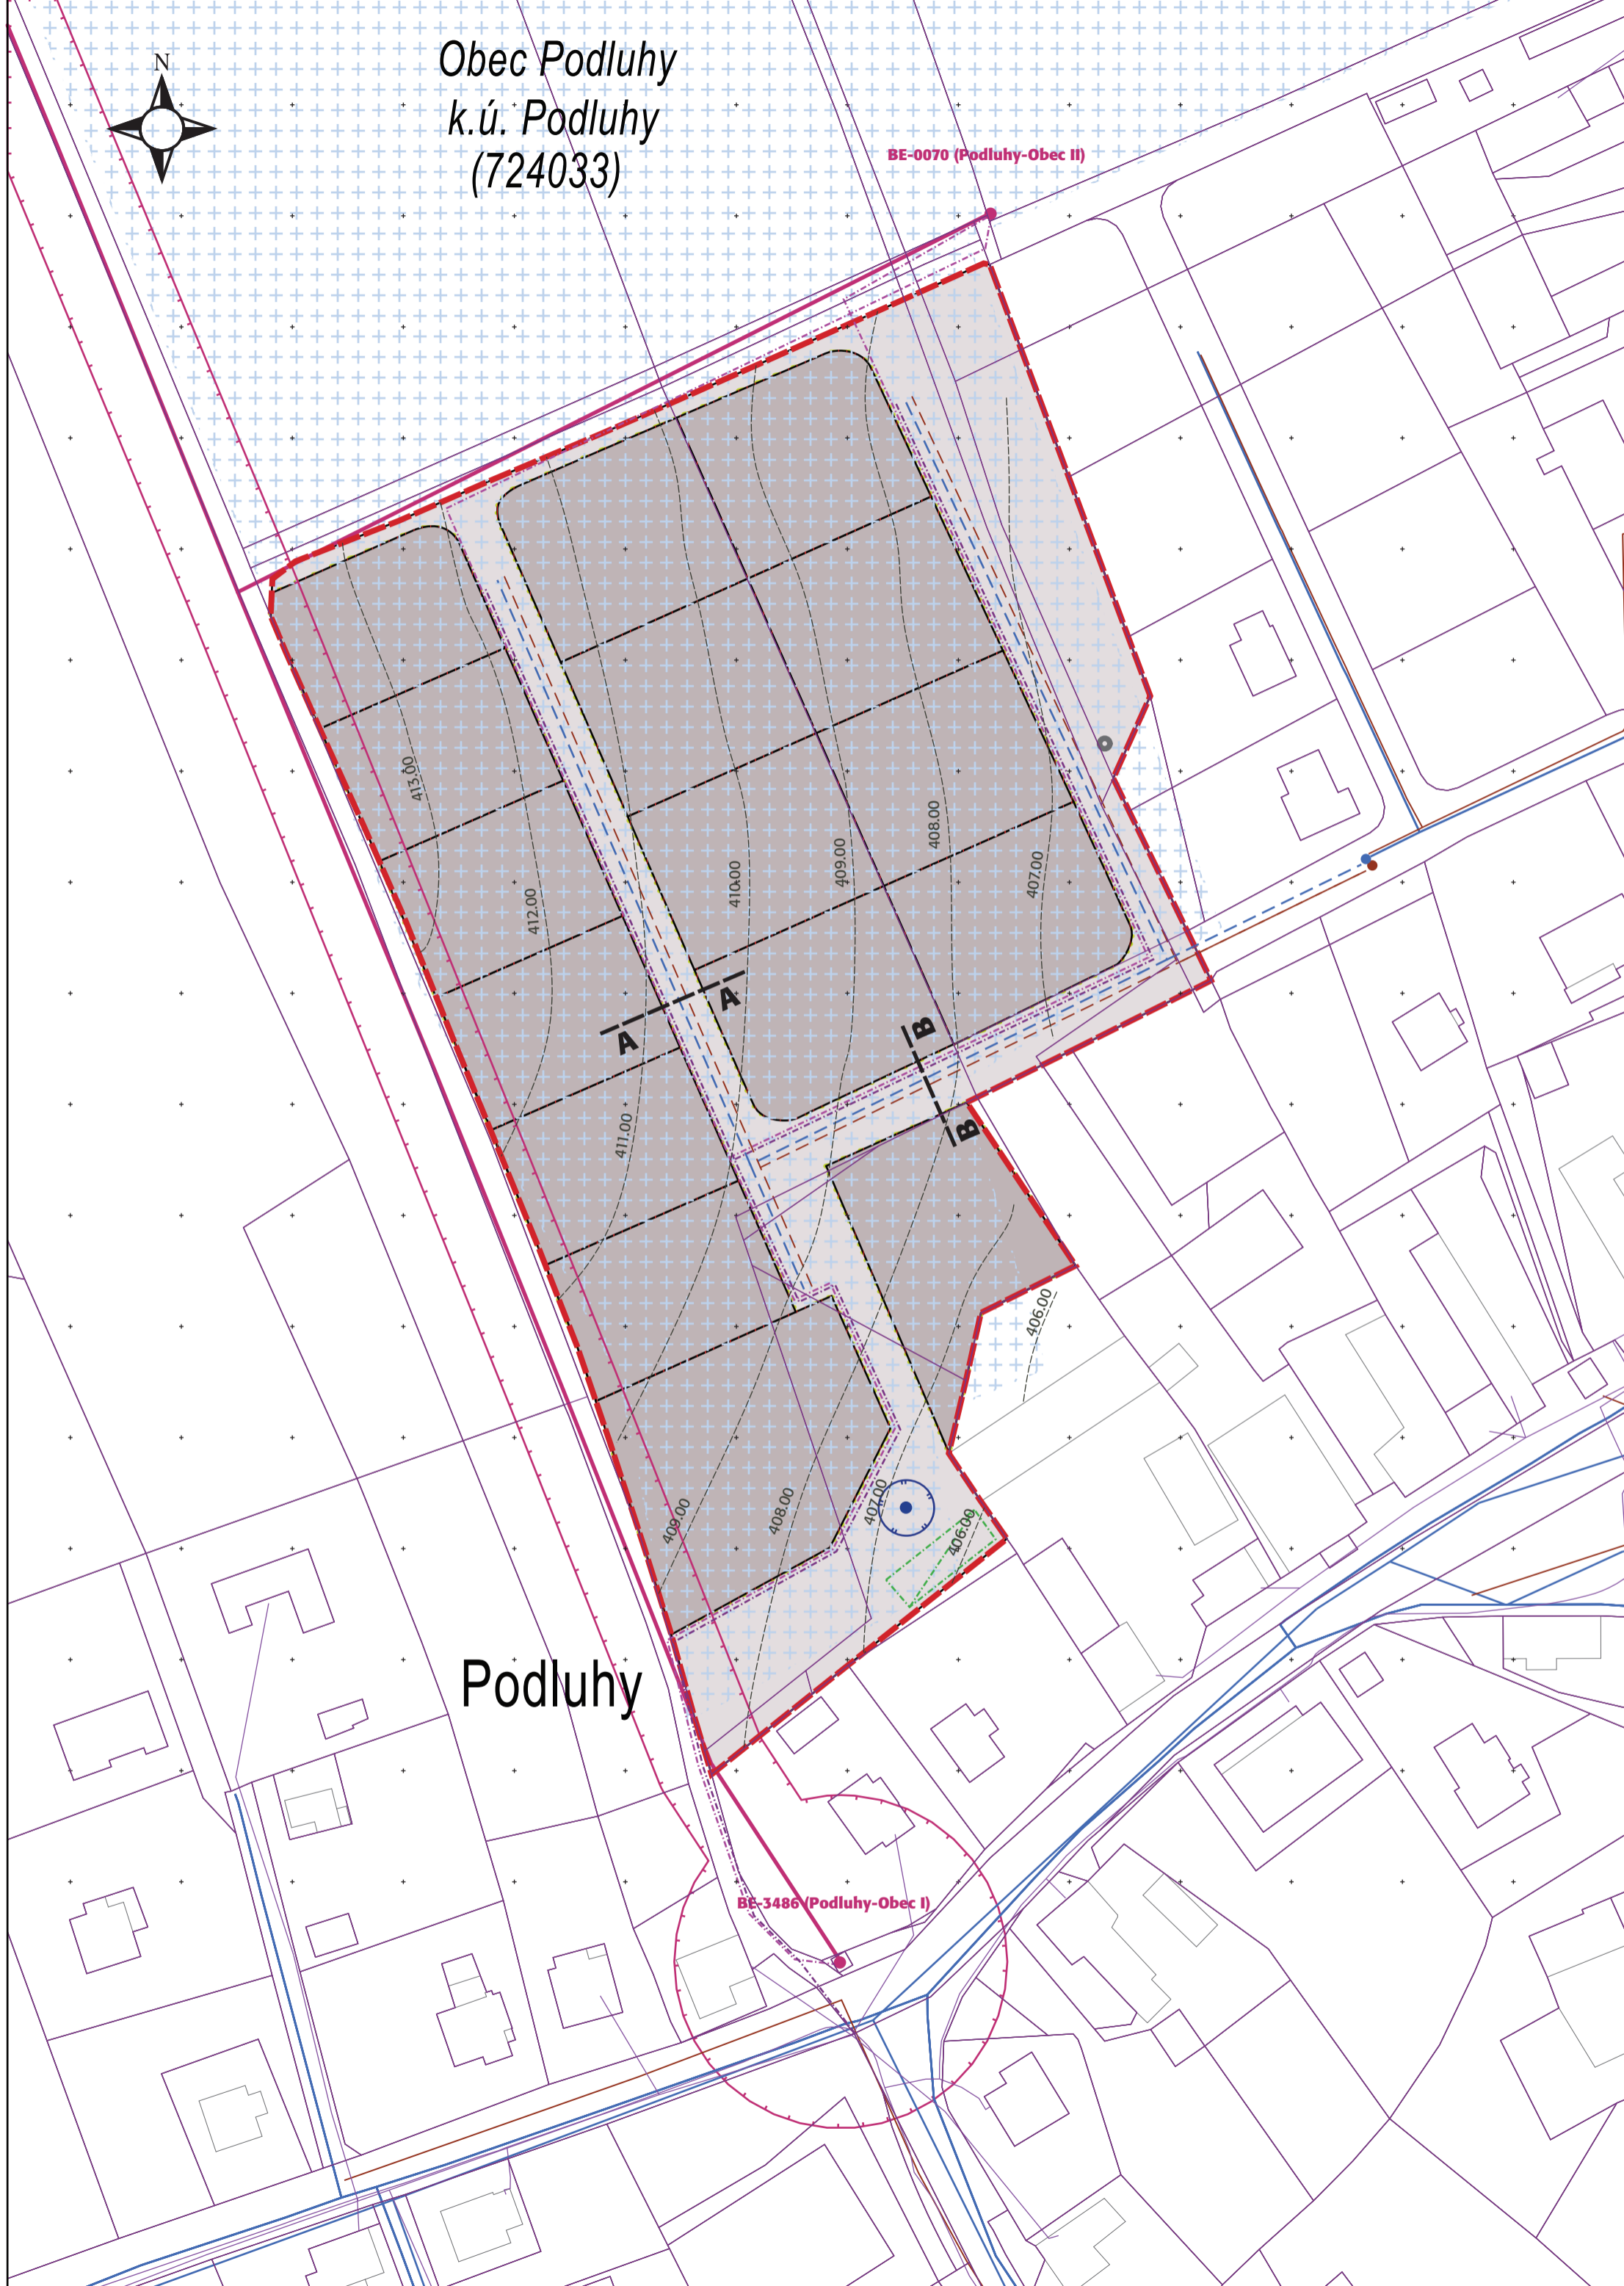 N
Obec Podluhy
k.ú. Podluhy
(724033)
BE-0070 (Podluhy-Obec II)
413.00
412.00
410.00
409.00
408.00
407.00
A
A
B
B
411.00
406.00
409.00
408.00
407.00
406.00
Podluhy
BE-3486 (Podluhy-Obec I)